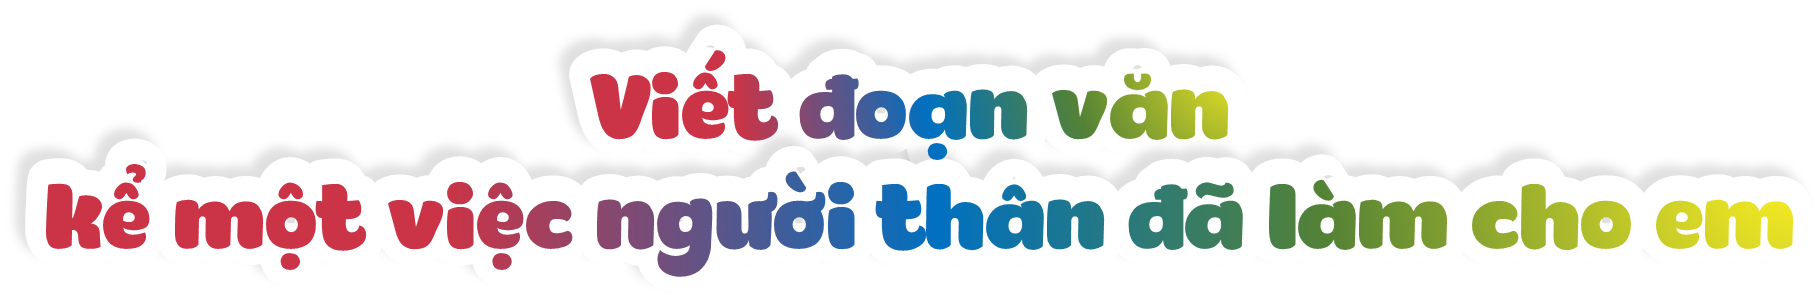 Viết đoạn văn
kể một việc người thân đã làm cho em